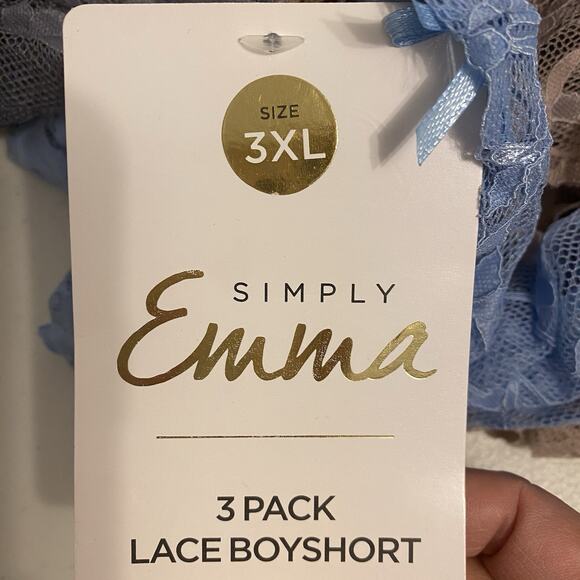 SIZE
3XL
SIMPLY
Emma
3 PACK
LACE BOYSHORT